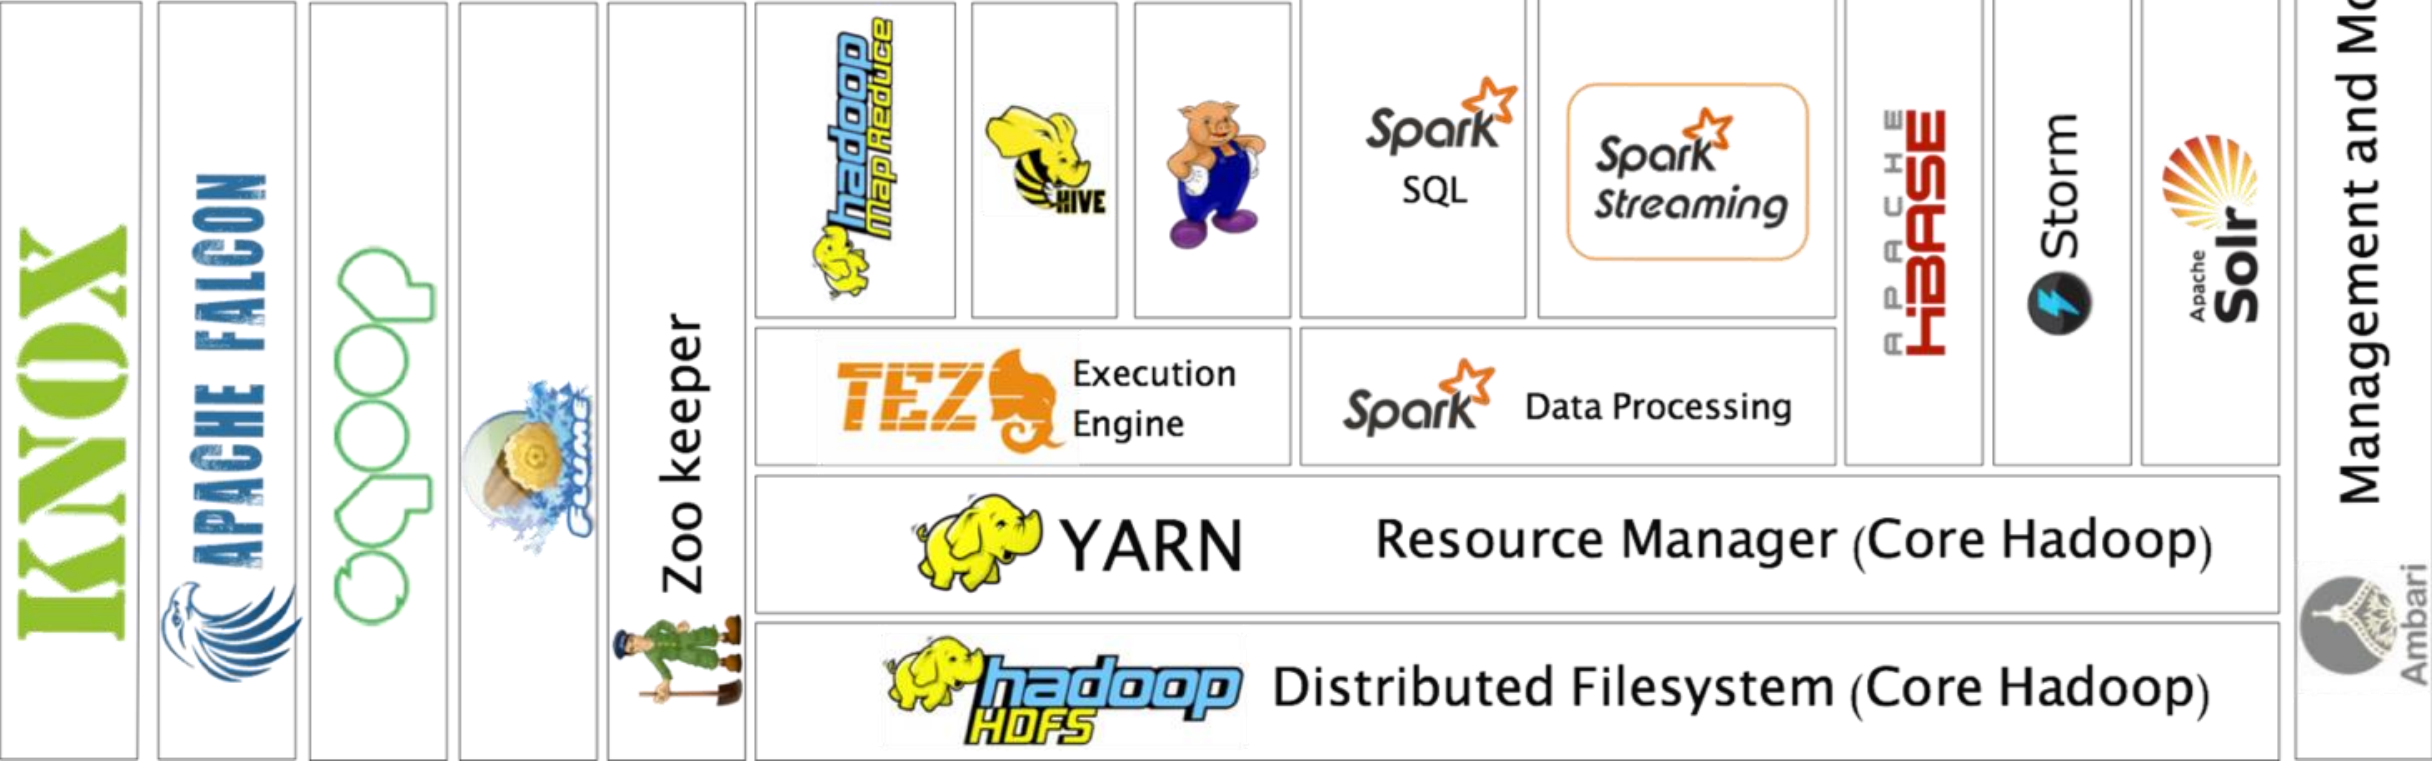 KNOX
APACHE FALCON
sqoop
FLUME
Zoo keeper
hadoop
Map Reduce
HIVE
Spark
SQL
Spark
Streaming
APACHE
HBASE
Storm
Apache
Solr
TEZ
Execution
Engine
Spark
Data Processing
YARN
Resource Manager (Core Hadoop)
hadoop
HDFS
Distributed Filesystem (Core Hadoop)
Management and Mo
Ambari